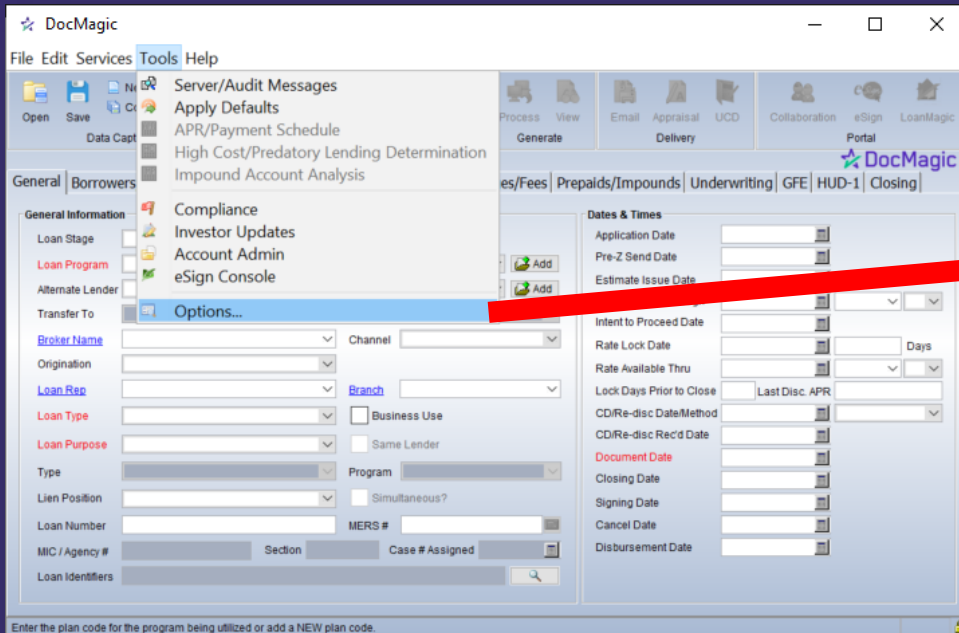 DocMagic
File Edit Services Tools Help
Server/Audit Messages
Apply Defaults
APR/Payment Schedule
High Cost/Predatory Lending Determination
Impound Account Analysis
Compliance
Investor Updates
Account Admin
eSign Console
Options...
Open Save
Data Capt
Process View Email Appraisal UCD Collaboration eSign LoanMagic
Generate Delivery Portal
DocMagic
General Borrowers es/Fees Prepaids/Impounds Underwriting GFE HUD-1 Closing
General Information
Loan Stage
Loan Program Add
Alternate Lender Add
Transfer To
Broker Name Channel
Origination
Loan Rep Branch
Loan Type Business Use
Loan Purpose Same Lender
Type Program
Lien Position Simultaneous?
Loan Number MERS #
MIC / Agency # Section Case # Assigned
Loan Identifiers
Dates & Times
Application Date
Pre-Z Send Date
Estimate Issue Date
Intent to Proceed Date
Rate Lock Date Days
Rate Available Thru
Lock Days Prior to Close Last Disc. APR
CD/Re-disc Date/Method
CD/Re-disc Rec'd Date
Document Date
Closing Date
Signing Date
Cancel Date
Disbursement Date
Enter the plan code for the program being utilized or add a NEW plan code.